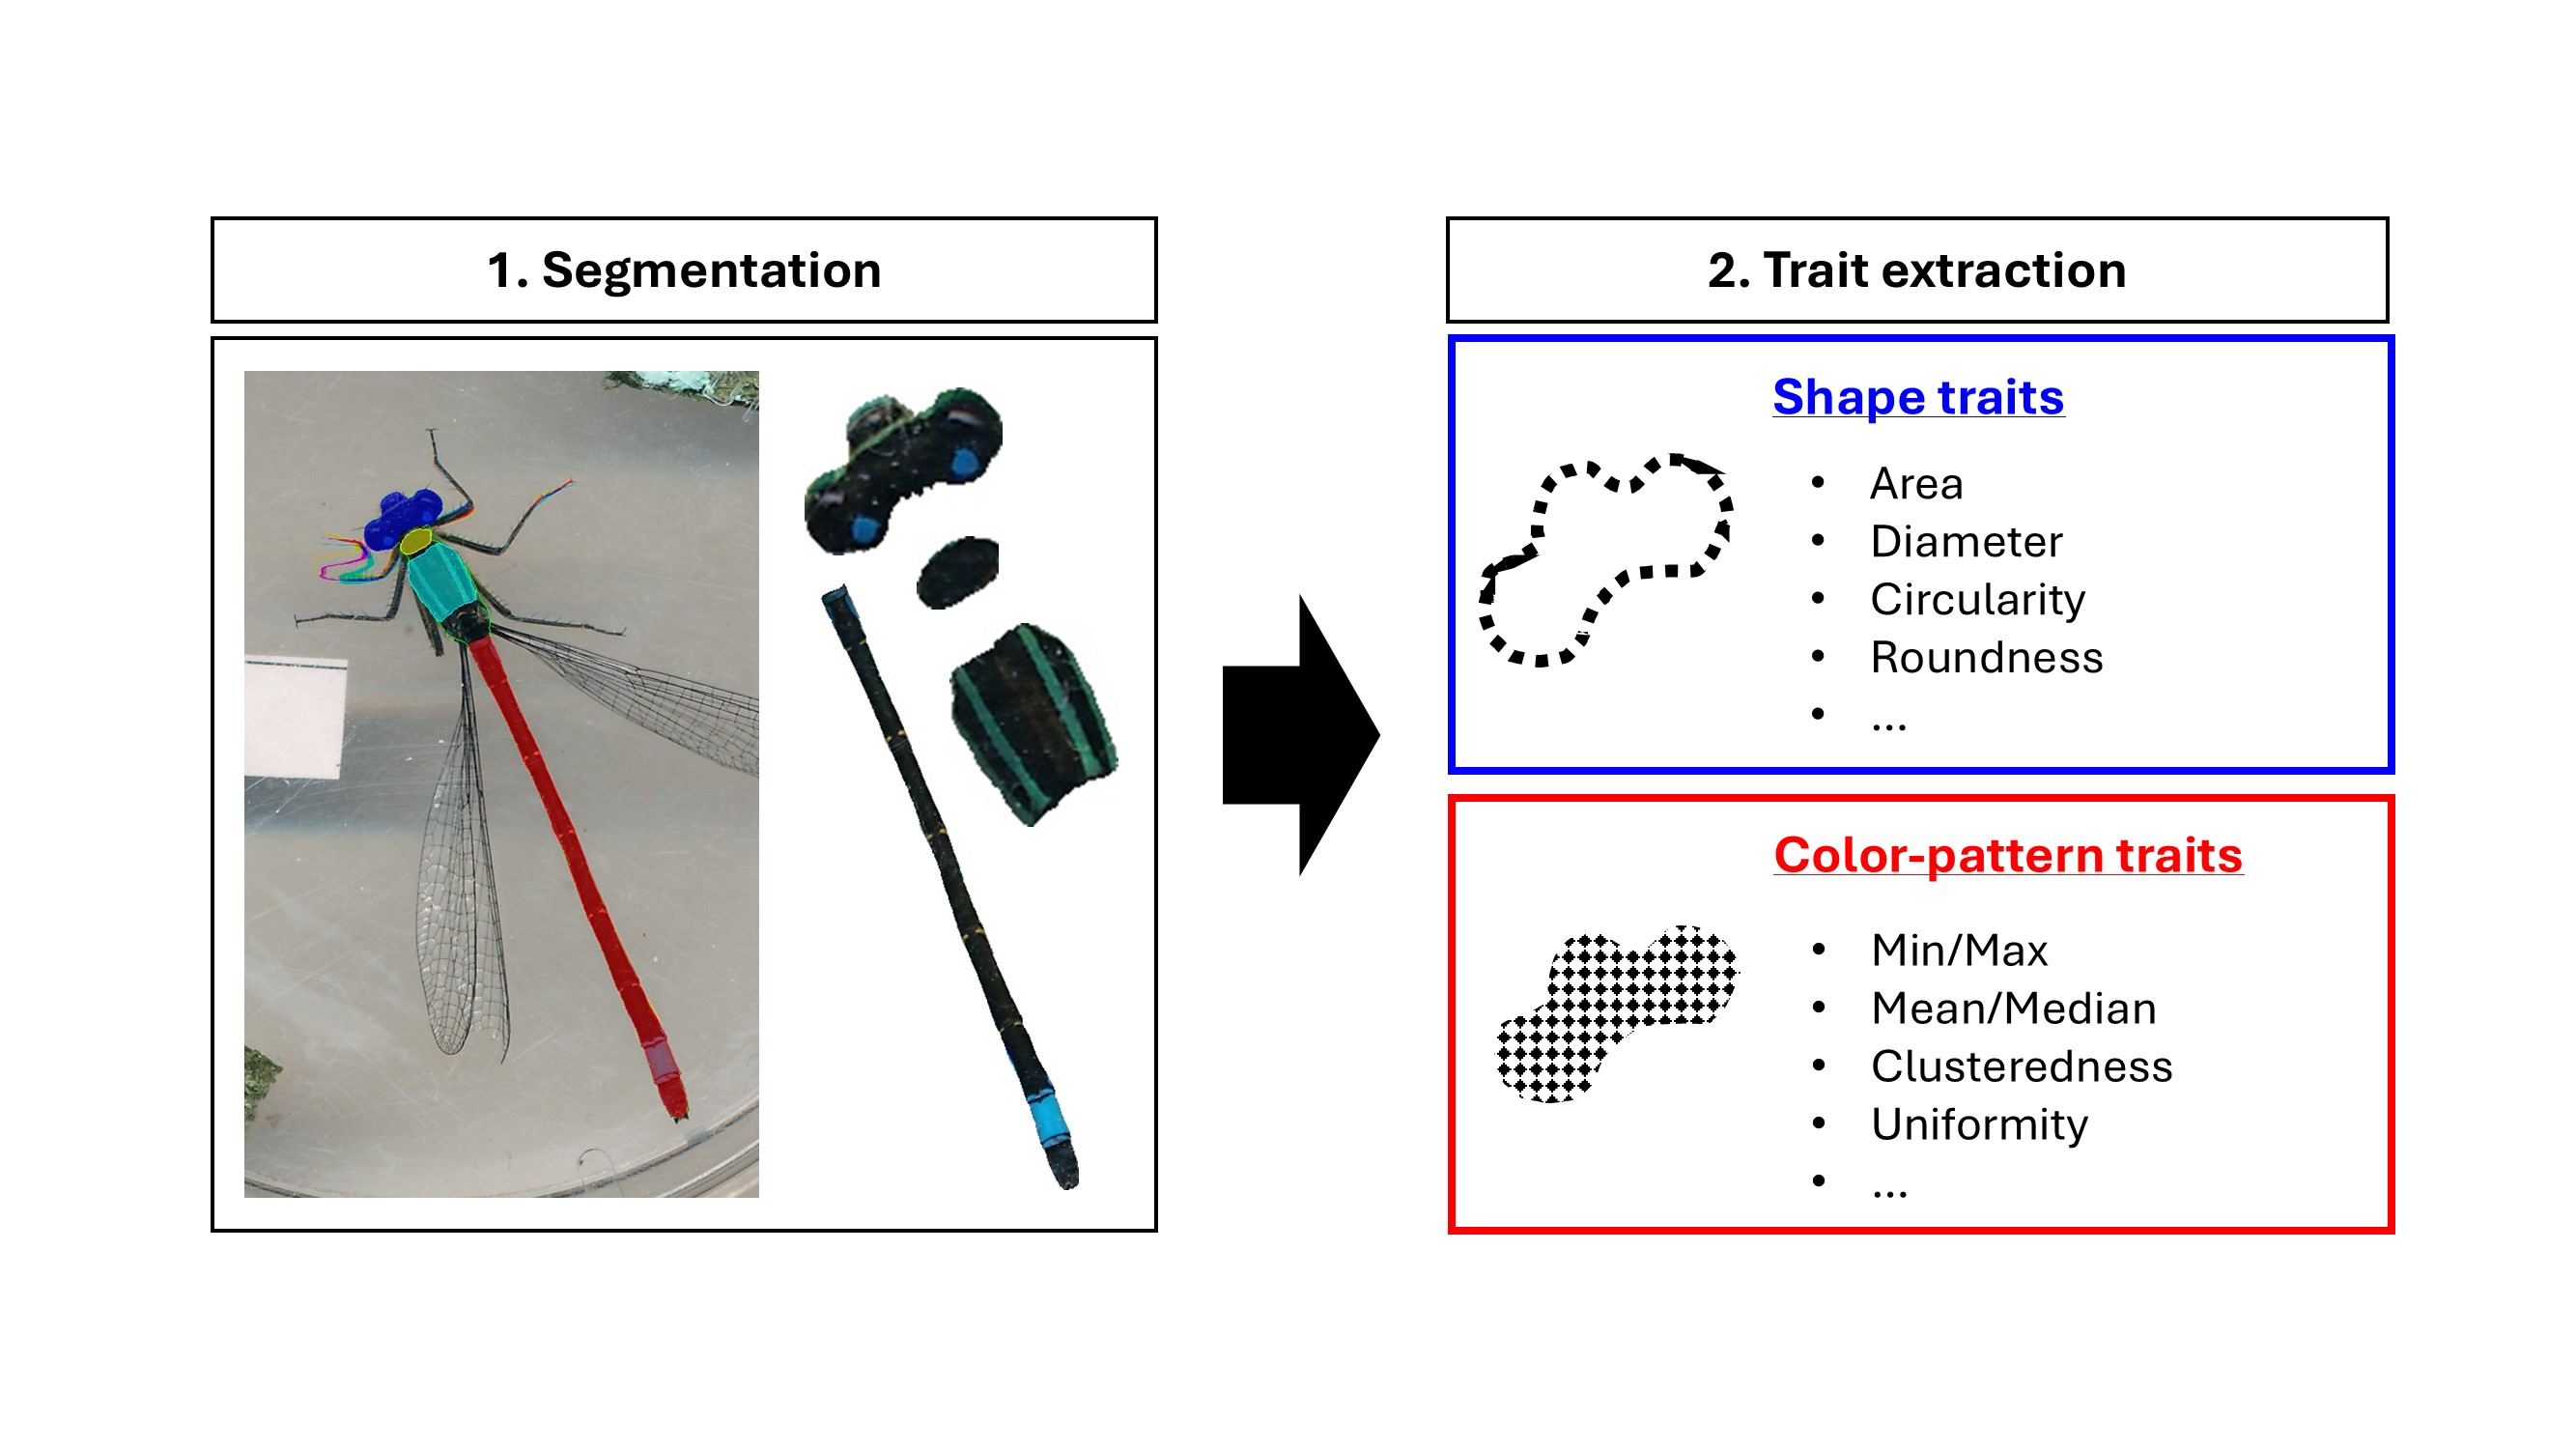 1. Segmentation
2. Trait extraction
Shape traits
• Area
• Diameter
• Circularity
• Roundness
• ...
Color-pattern traits
• Min/Max
• Mean/Median
• Clusteredness
• Uniformity
• ...